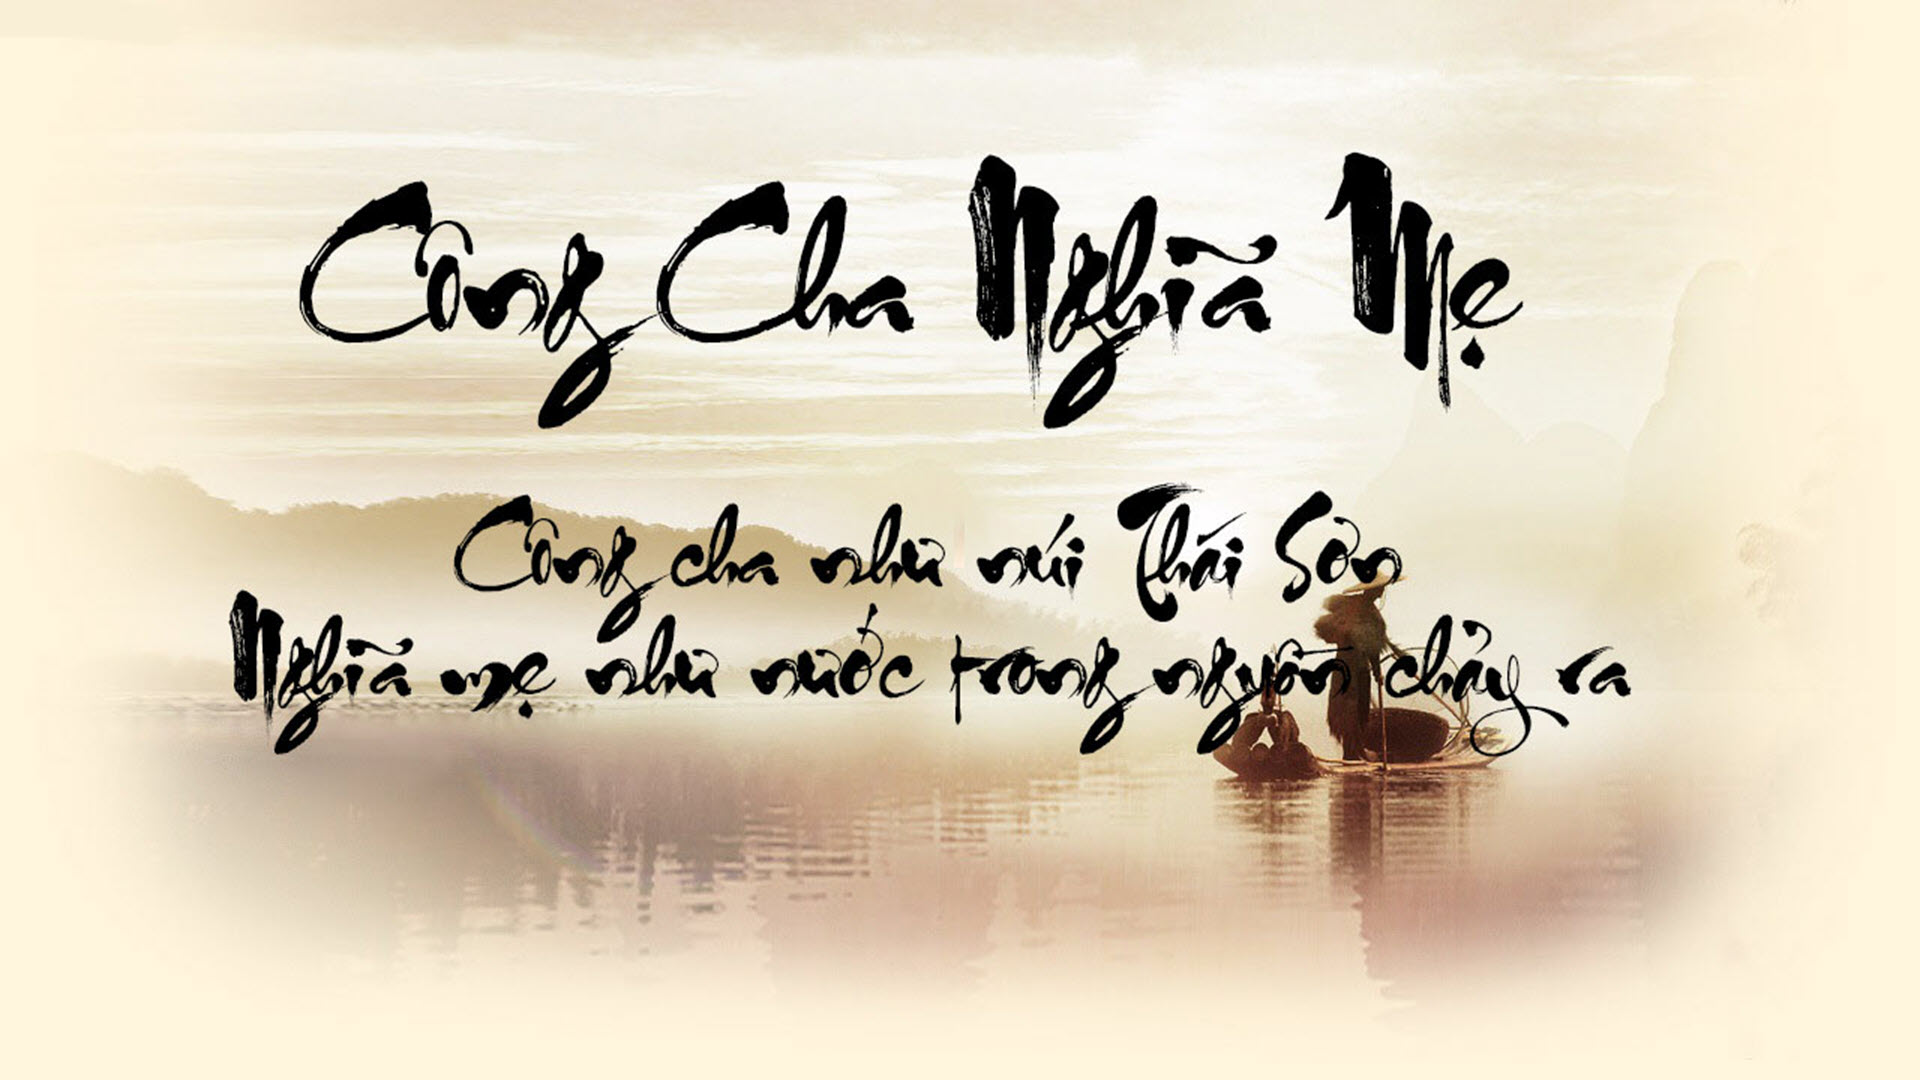 Công Cha Nghĩa Mẹ
Công cha như núi Thái Sơn
Nghĩa mẹ như nước trong nguồn chảy ra